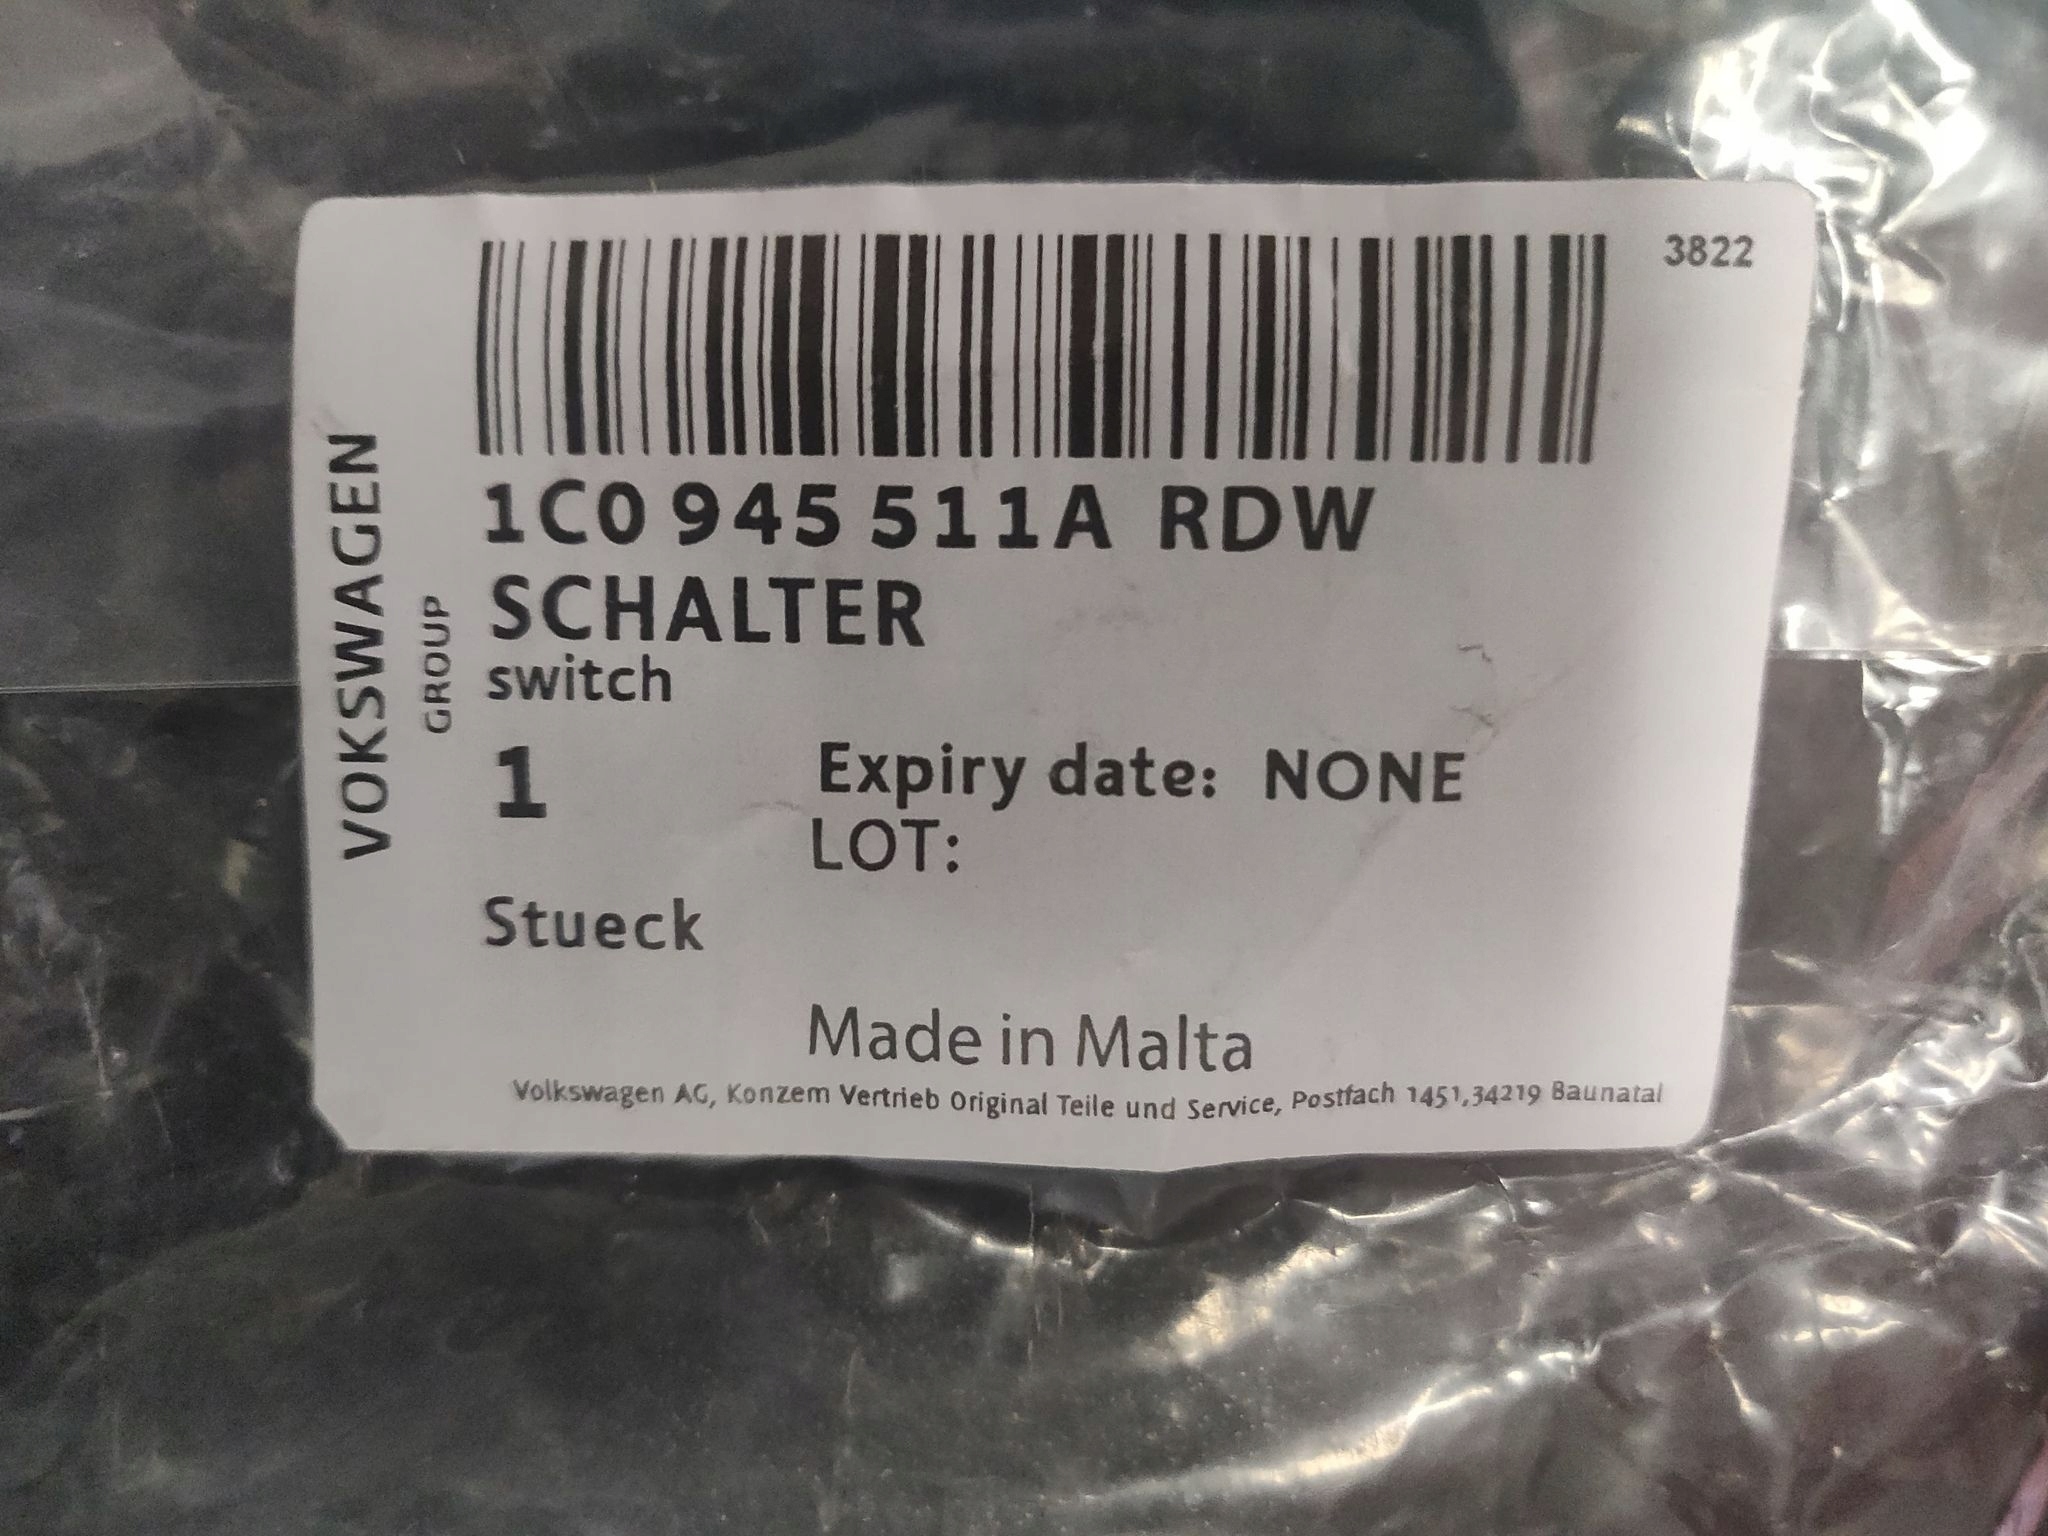 3822
VOKSWAGEN
GROUP
1C0 945 511A RDW
SCHALTER
switch
1
Expiry date: NONE
LOT:
Stueck
Made in Malta
Volkswagen AG, Konzem Vertrieb Original Teile und Service, Postfach 1451,34219 Baunatal